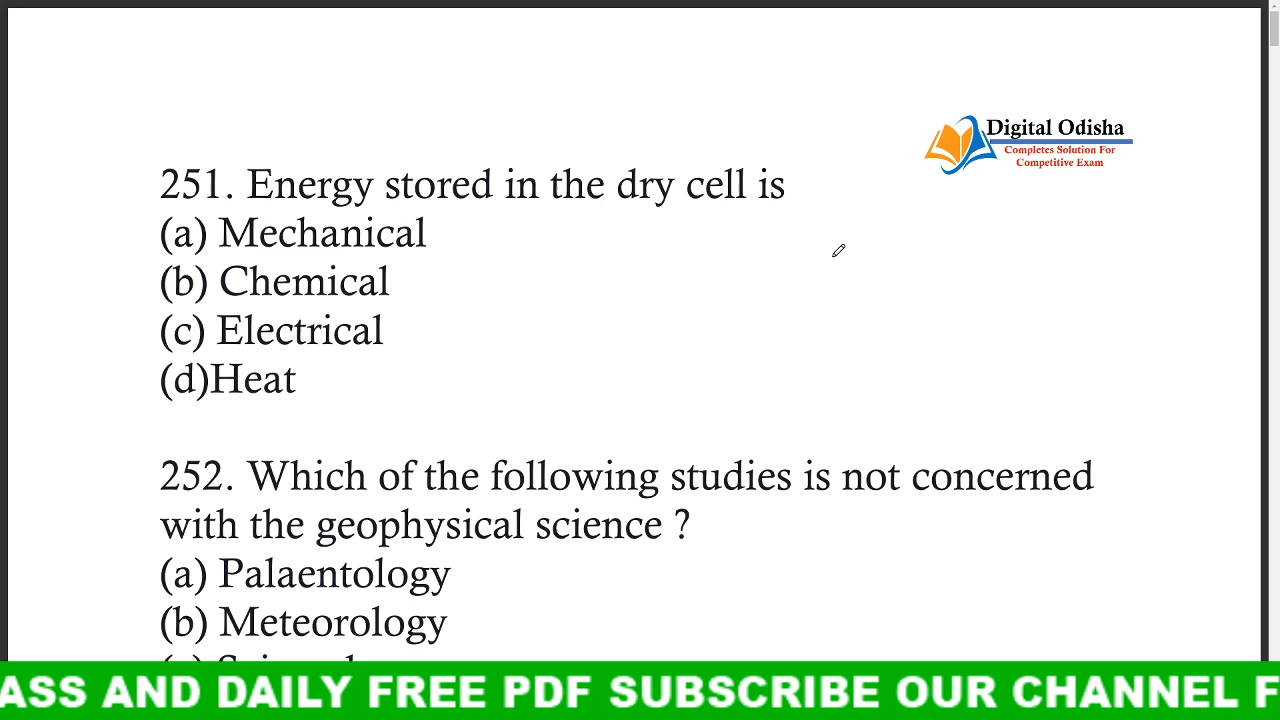 Digital Odisha
Completes Solution For
Competitive Exam
251. Energy stored in the dry cell is
(a) Mechanical
(b) Chemical
(c) Electrical
(d)Heat
252. Which of the following studies is not concerned
with the geophysical science ?
(a) Palaentology
(b) Meteorology
ASS AND DAILY FREE PDF SUBSCRIBE OUR CHANNEL F